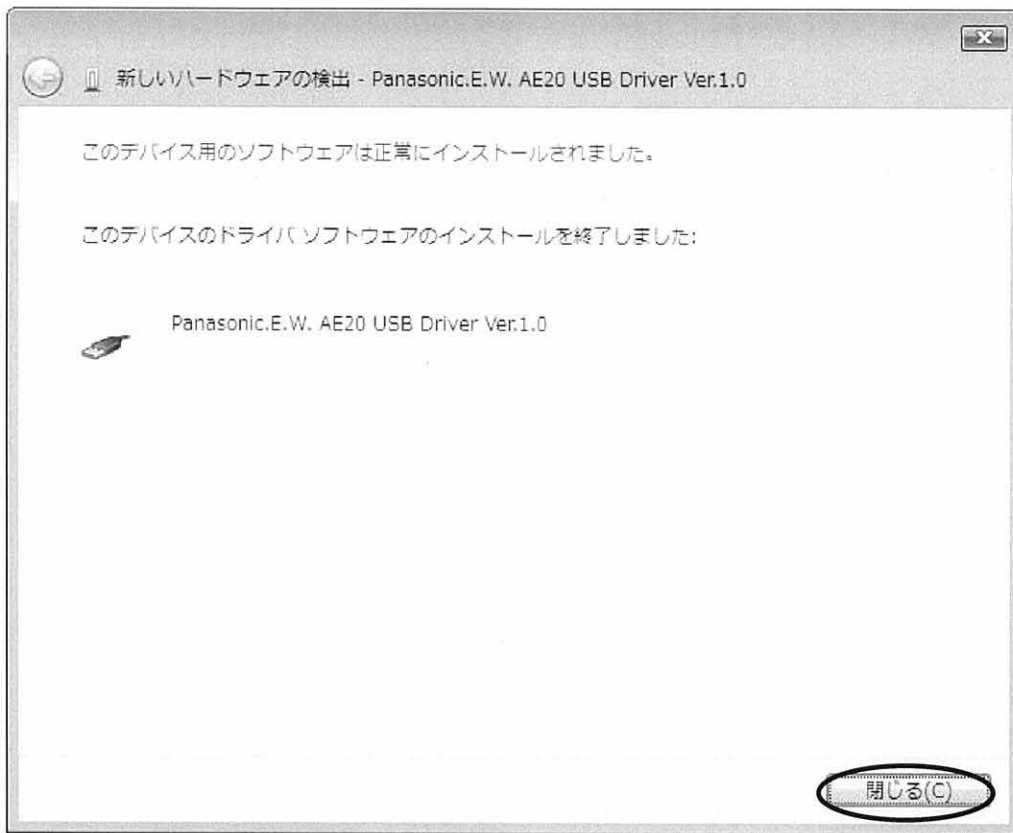 新しいハードウェアの検出 - Panasonic.E.W. AE20 USB Driver Ver.1.0
このデバイス用のソフトウェアは正常にインストールされました。
このデバイスのドライバ ソフトウェアのインストールを終了しました:
Panasonic.E.W. AE20 USB Driver Ver.1.0
閉じる(C)